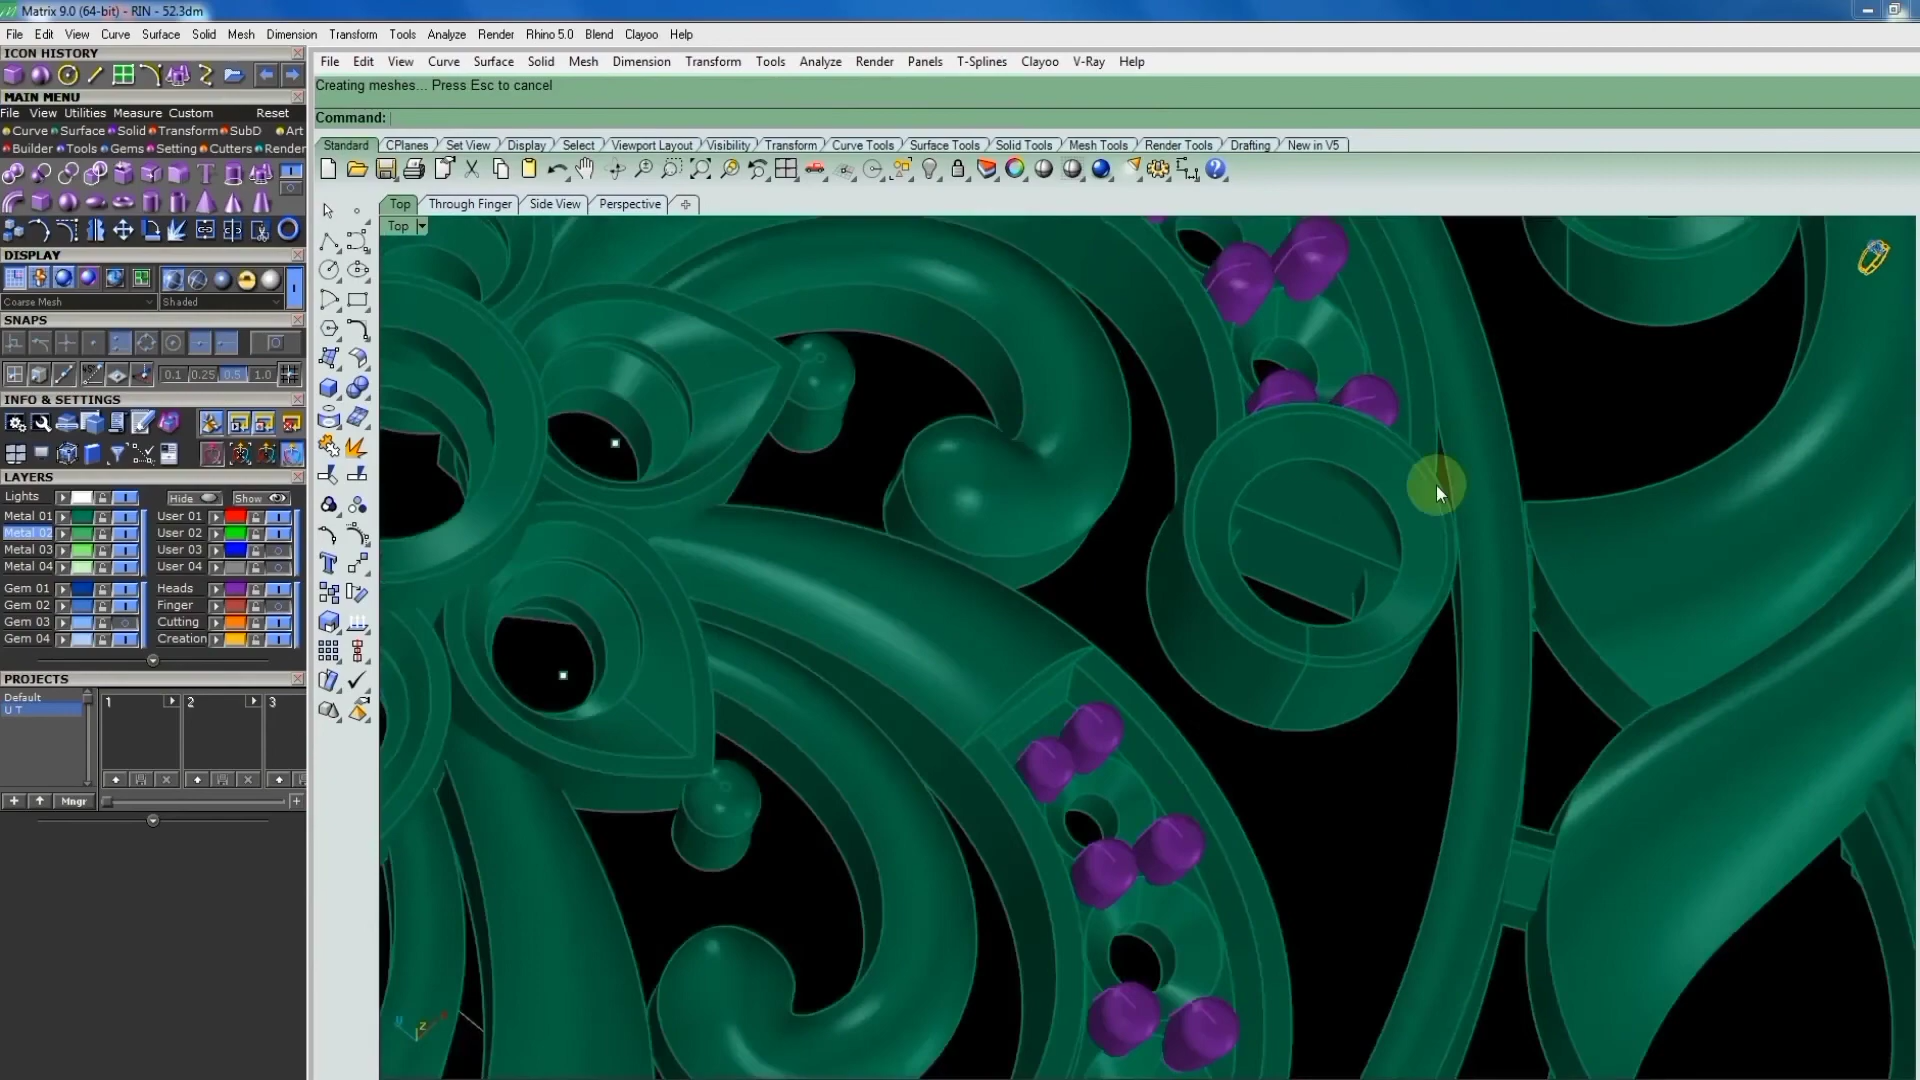 Matrix 9.0 (64-bit) - RIN - 52.3dm
File Edit View Curve Surface Solid Mesh Dimension Transform Tools Analyze Render Rhino 5.0 Blend Clayoo Help
ICON HISTORY
MAIN MENU
File View Utilities Measure Custom Reset
Curve Surface Solid Transform SubD Art
Builder Tools Gems Setting Cutters Render
DISPLAY
Coarse Mesh Shaded
SNAPS
0.1 0.25 0.5 1.0
INFO & SETTINGS
LAYERS
Lights Hide Show
Metal 01 User 01
Metal 02 User 02
Metal 03 User 03
Metal 04 User 04
Gem 01 Heads
Gem 02 Finger
Gem 03 Cutting
Gem 04 Creation
PROJECTS
Default
U T
1 2 3
Mngr
File Edit View Curve Surface Solid Mesh Dimension Transform Tools Analyze Render Panels T-Splines Clayoo V-Ray Help
Creating meshes... Press Esc to cancel
Command:
Standard CPlanes Set View Display Select Viewport Layout Visibility Transform Curve Tools Surface Tools Solid Tools Mesh Tools Render Tools Drafting New in V5
Top Through Finger Side View Perspective
Top
z